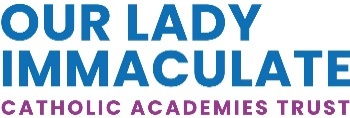 OUR LADY
IMMACULATE
CATHOLIC ACADEMIES TRUST